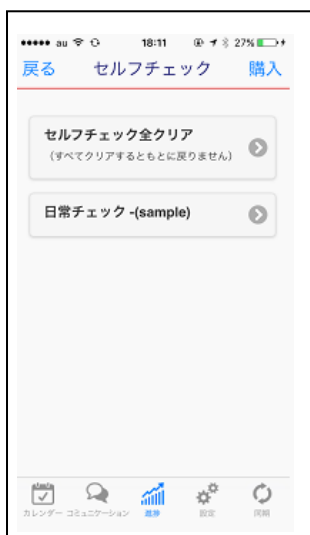 au 18:11 27%
戻る セルフチェック 購入
セルフチェック全クリア
（すべてクリアするともとに戻りません）
日常チェック -(sample)
カレンダー コミュニケーション 進捗 設定 同期